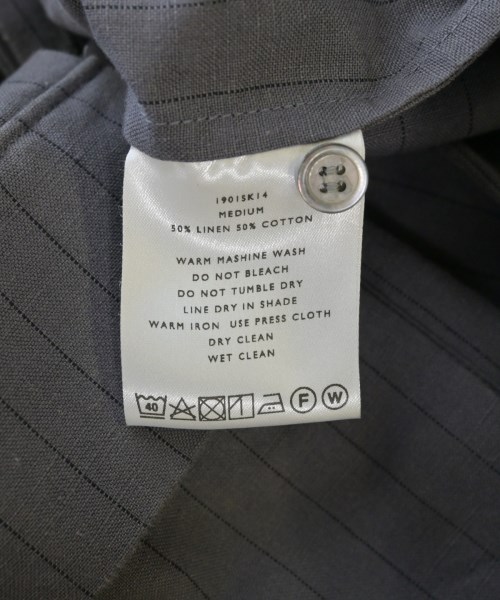 1901SK14
MEDIUM
50% LINEN 50% COTTON
WARM MASHINE WASH
DO NOT BLEACH
DO NOT TUMBLE DRY
LINE DRY IN SHADE
WARM IRON USE PRESS CLOTH
DRY CLEAN
WET CLEAN
40 F W